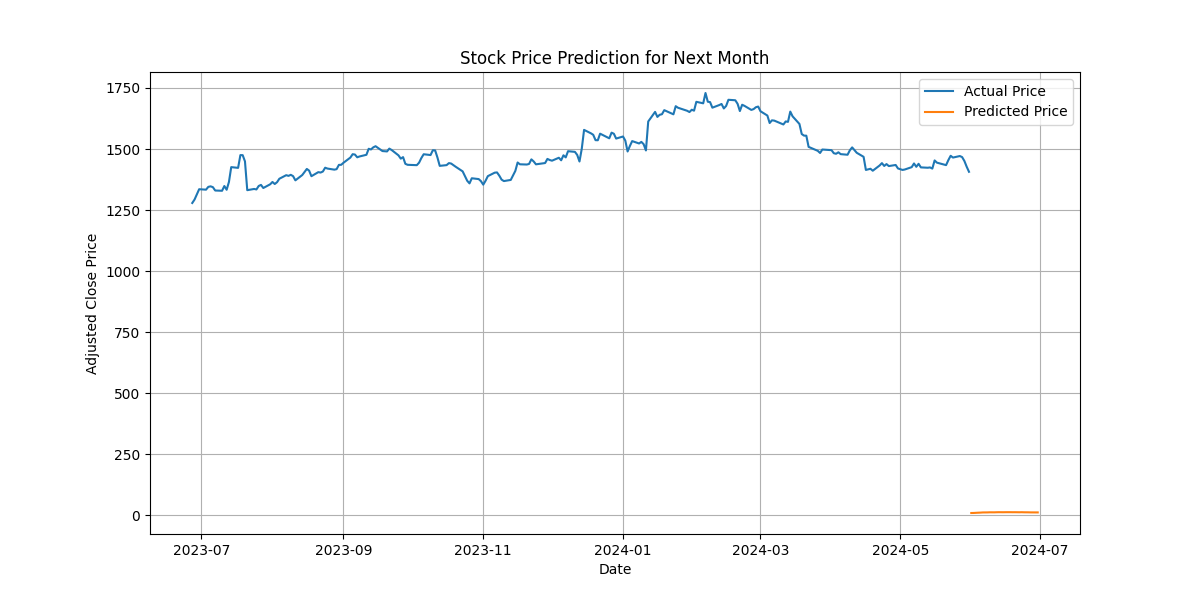 Stock Price Prediction for Next Month
Actual Price
Predicted Price
Adjusted Close Price
1750
1500
1250
1000
750
500
250
0
2023-07 2023-09 2023-11 2024-01 2024-03 2024-05 2024-07
Date